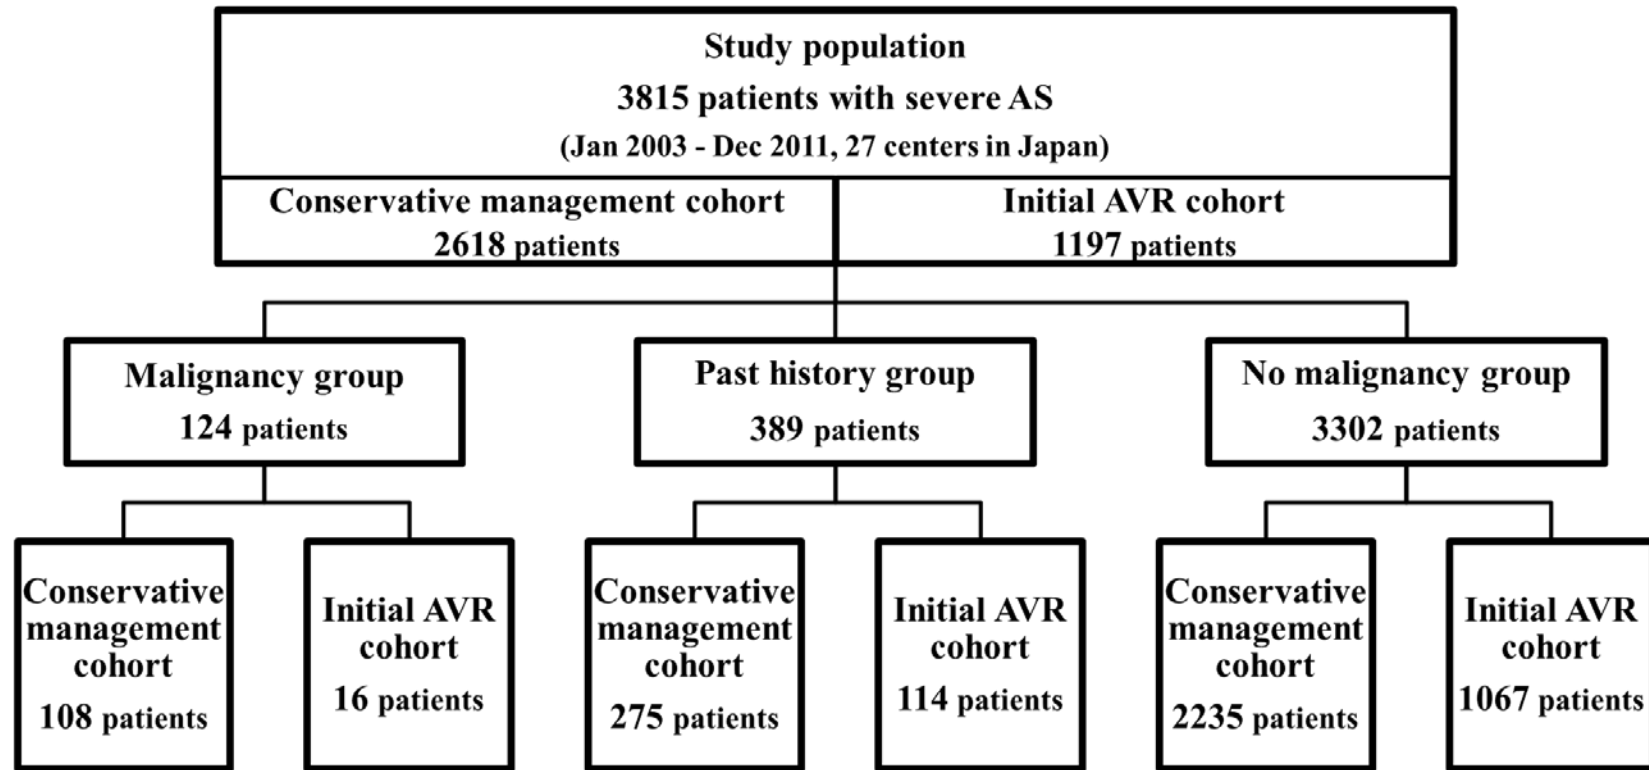 Study population
3815 patients with severe AS
(Jan 2003 - Dec 2011, 27 centers in Japan)
Conservative management cohort
2618 patients
Initial AVR cohort
1197 patients
Malignancy group
124 patients
Past history group
389 patients
No malignancy group
3302 patients
Conservative
management
cohort
108 patients
Initial AVR
cohort
16 patients
Conservative
management
cohort
275 patients
Initial AVR
cohort
114 patients
Conservative
management
cohort
2235 patients
Initial AVR
cohort
1067 patients